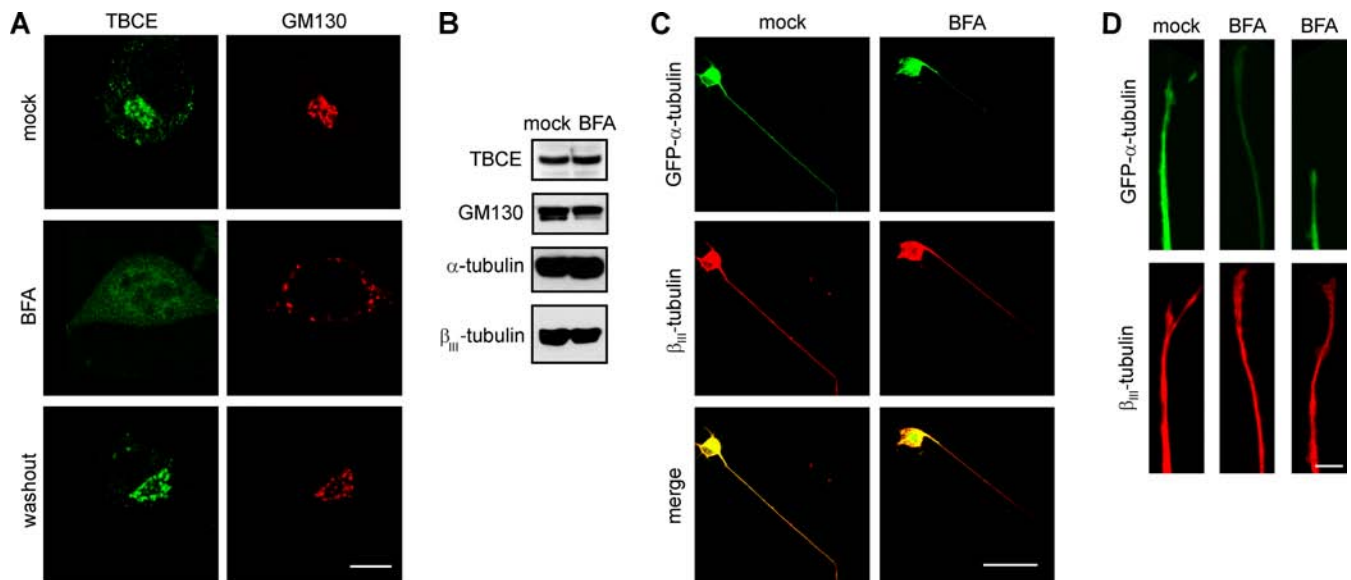 A
TBCE GM130
mock
BFA
washout
B
mock BFA
TBCE
GM130
α-tubulin
βIII-tubulin
C
mock BFA
GFP-α-tubulin
βIII-tubulin
merge
D
mock BFA BFA
GFP-α-tubulin
βIII-tubulin